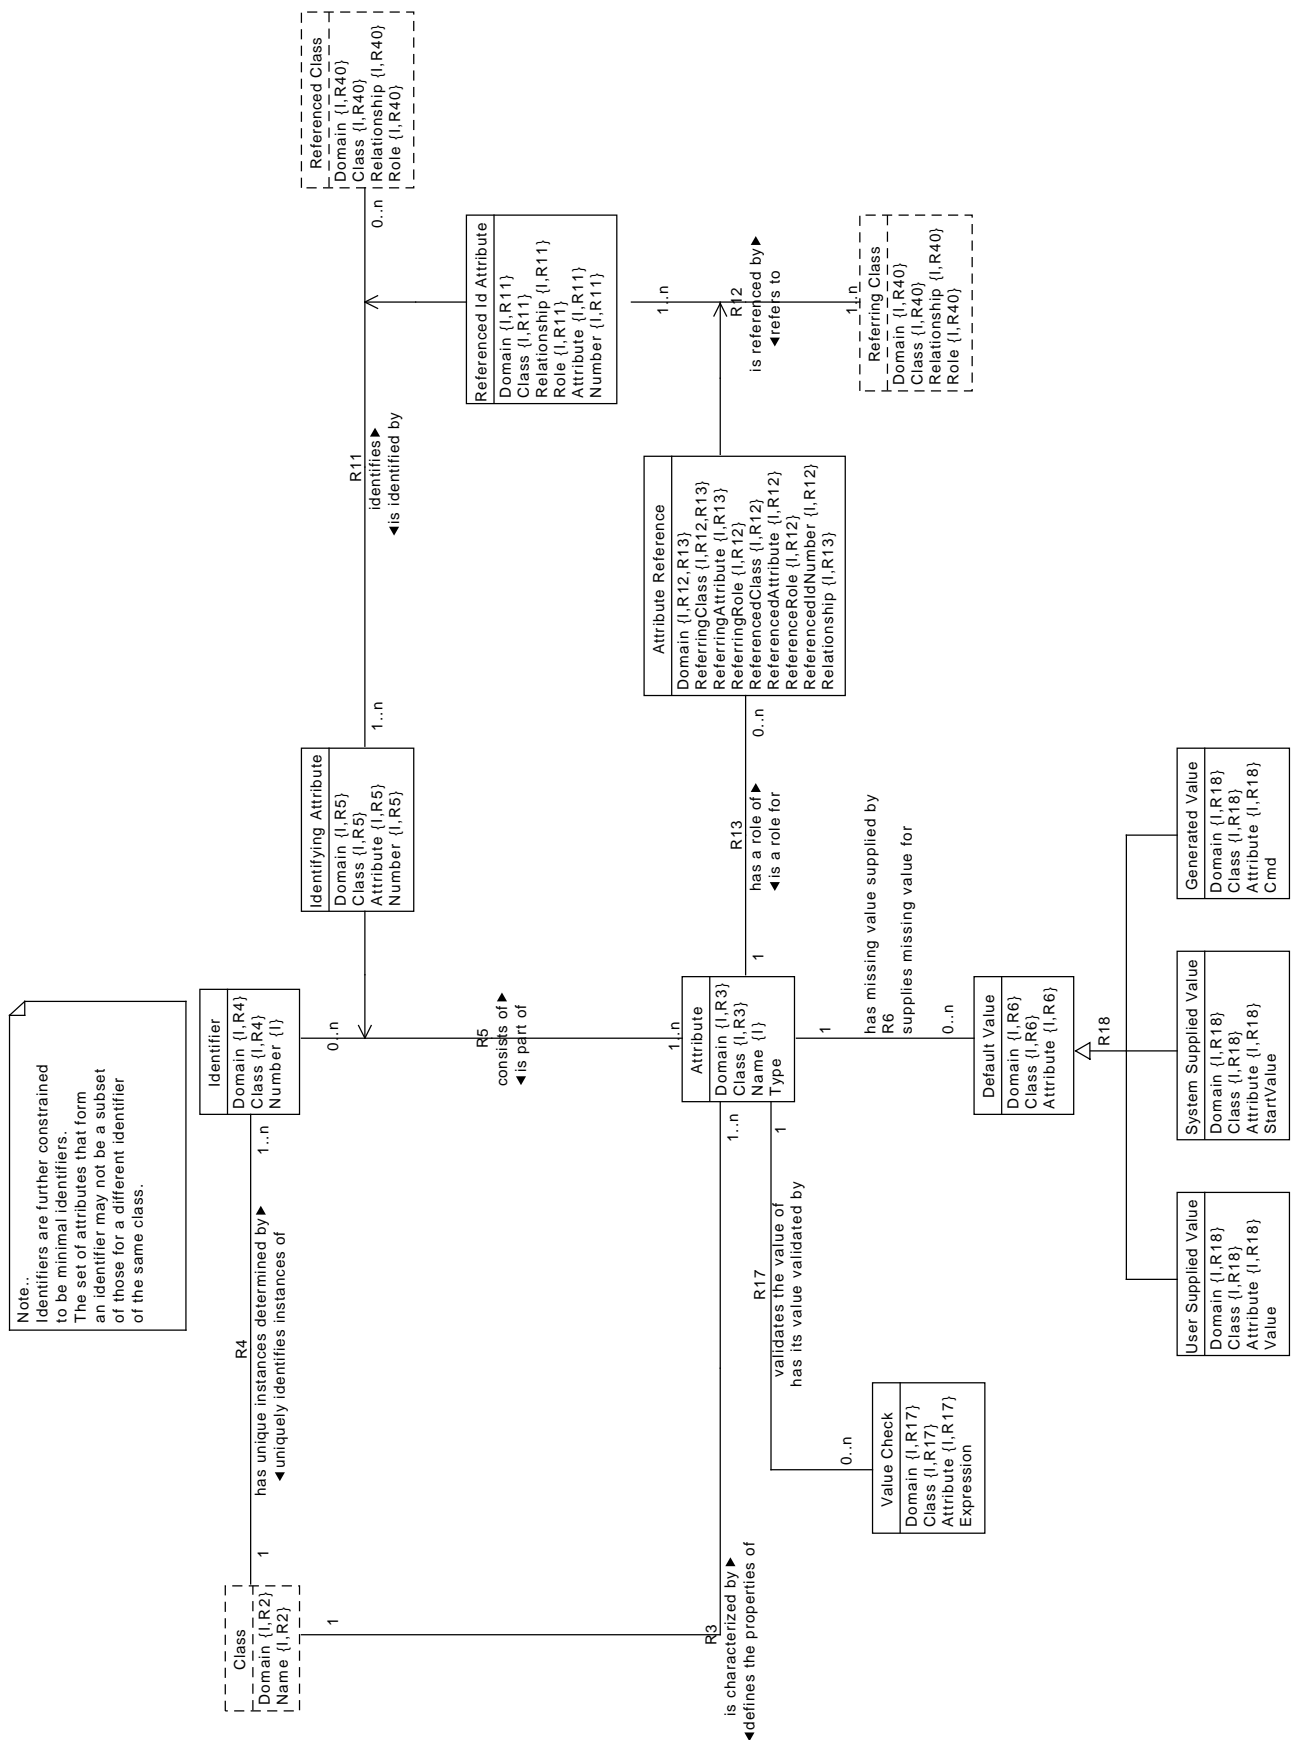 Note..
Identifiers are further constrained
to be minimal identifiers.
The set of attributes that form
an identifier may not be a subset
of those for a different identifier
of the same class.
Class
Domain {I,R2}
Name {I,R2}
1
R4
has unique instances determined by ►
◄ uniquely identifies instances of
1..n
Identifier
Domain {I,R4}
Class {I,R4}
Number {I}
0..n
R5
consists of ►
◄ is part of
1..n
Identifying Attribute
Domain {I,R5}
Class {I,R5}
Attribute {I,R5}
Number {I,R5}
1..n
R11
identifies ►
◄ is identified by
0..n
Referenced Class
Domain {I,R40}
Class {I,R40}
Relationship {I,R40}
Role {I,R40}
Referenced Id Attribute
Domain {I,R11}
Class {I,R11}
Relationship {I,R11}
Role {I,R11}
Attribute {I,R11}
Number {I,R11}
1..n
R12
is referenced by ►
◄ refers to
1..n
Referring Class
Domain {I,R40}
Class {I,R40}
Relationship {I,R40}
Role {I,R40}
Attribute Reference
Domain {I,R12,R13}
ReferringClass {I,R12,R13}
ReferringAttribute {I,R13}
ReferringRole {I,R12}
ReferencedClass {I,R12}
ReferencedAttribute {I,R12}
ReferenceRole {I,R12}
ReferencedIdNumber {I,R12}
Relationship {I,R13}
0..n
R13
has a role of ►
◄ is a role for
1
Attribute
Domain {I,R3}
Class {I,R3}
Name {I}
Type
1
R3
is characterized by ►
◄ defines the properties of
1..n
1
R17
validates the value of
has its value validated by
0..n
Value Check
Domain {I,R17}
Class {I,R17}
Attribute {I,R17}
Expression
1
has missing value supplied by
R6
supplies missing value for
0..n
Default Value
Domain {I,R6}
Class {I,R6}
Attribute {I,R6}
R18
User Supplied Value
Domain {I,R18}
Class {I,R18}
Attribute {I,R18}
Value
System Supplied Value
Domain {I,R18}
Class {I,R18}
Attribute {I,R18}
StartValue
Generated Value
Domain {I,R18}
Class {I,R18}
Attribute {I,R18}
Cmd